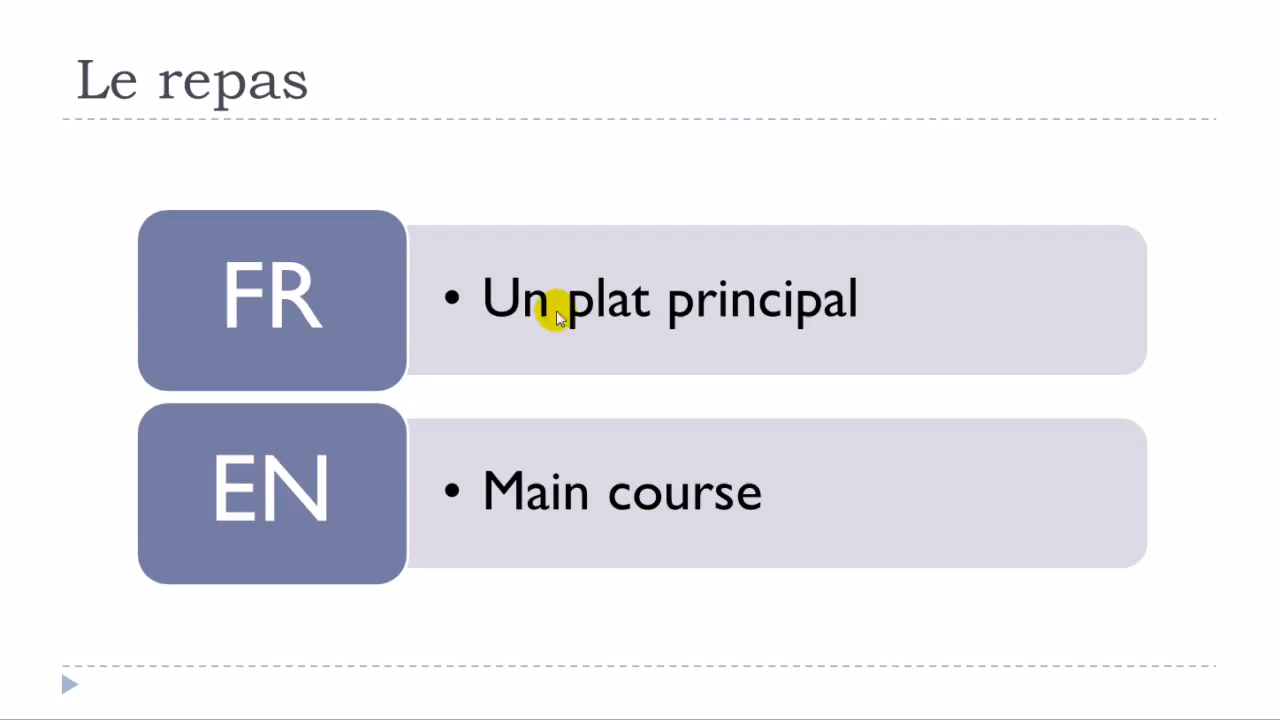 Le repas
FR
• Un plat principal
EN
• Main course